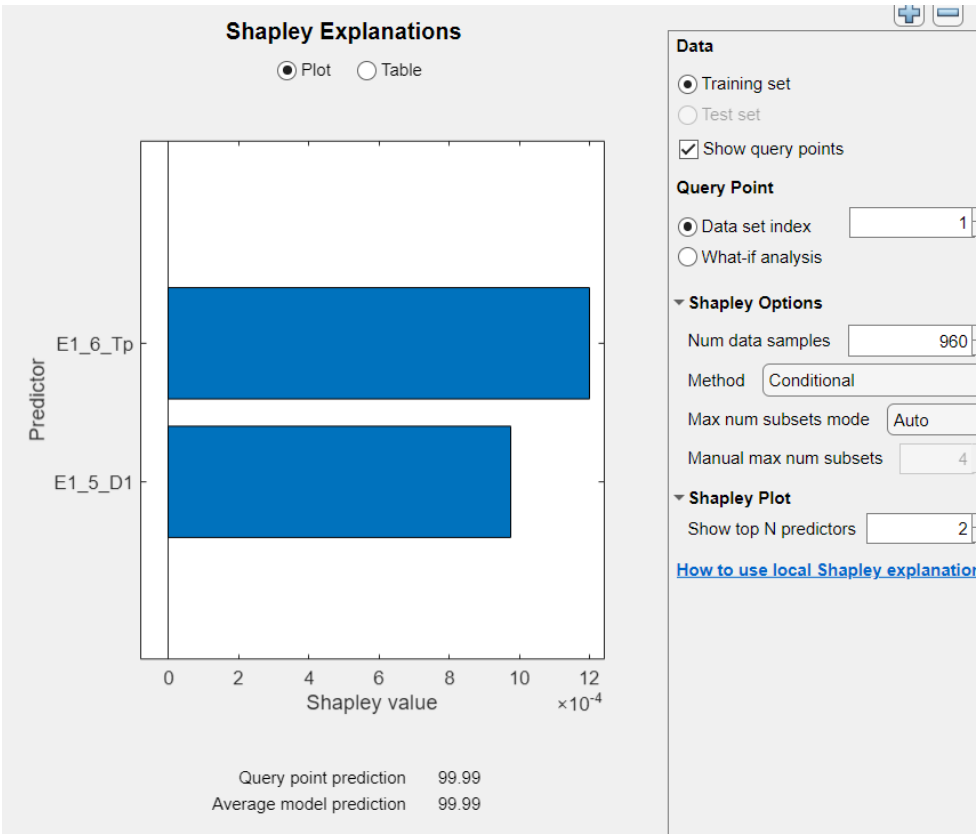 Shapley Explanations
Plot Table
E1_6_Tp
E1_5_D1
Predictor
0 2 4 6 8 10 12
Shapley value ×10-4
Query point prediction 99.99
Average model prediction 99.99
Data
Training set
Test set
Show query points
Query Point
Data set index 1
What-if analysis
Shapley Options
Num data samples 960
Method Conditional
Max num subsets mode Auto
Manual max num subsets 4
Shapley Plot
Show top N predictors 2
How to use local Shapley explanation